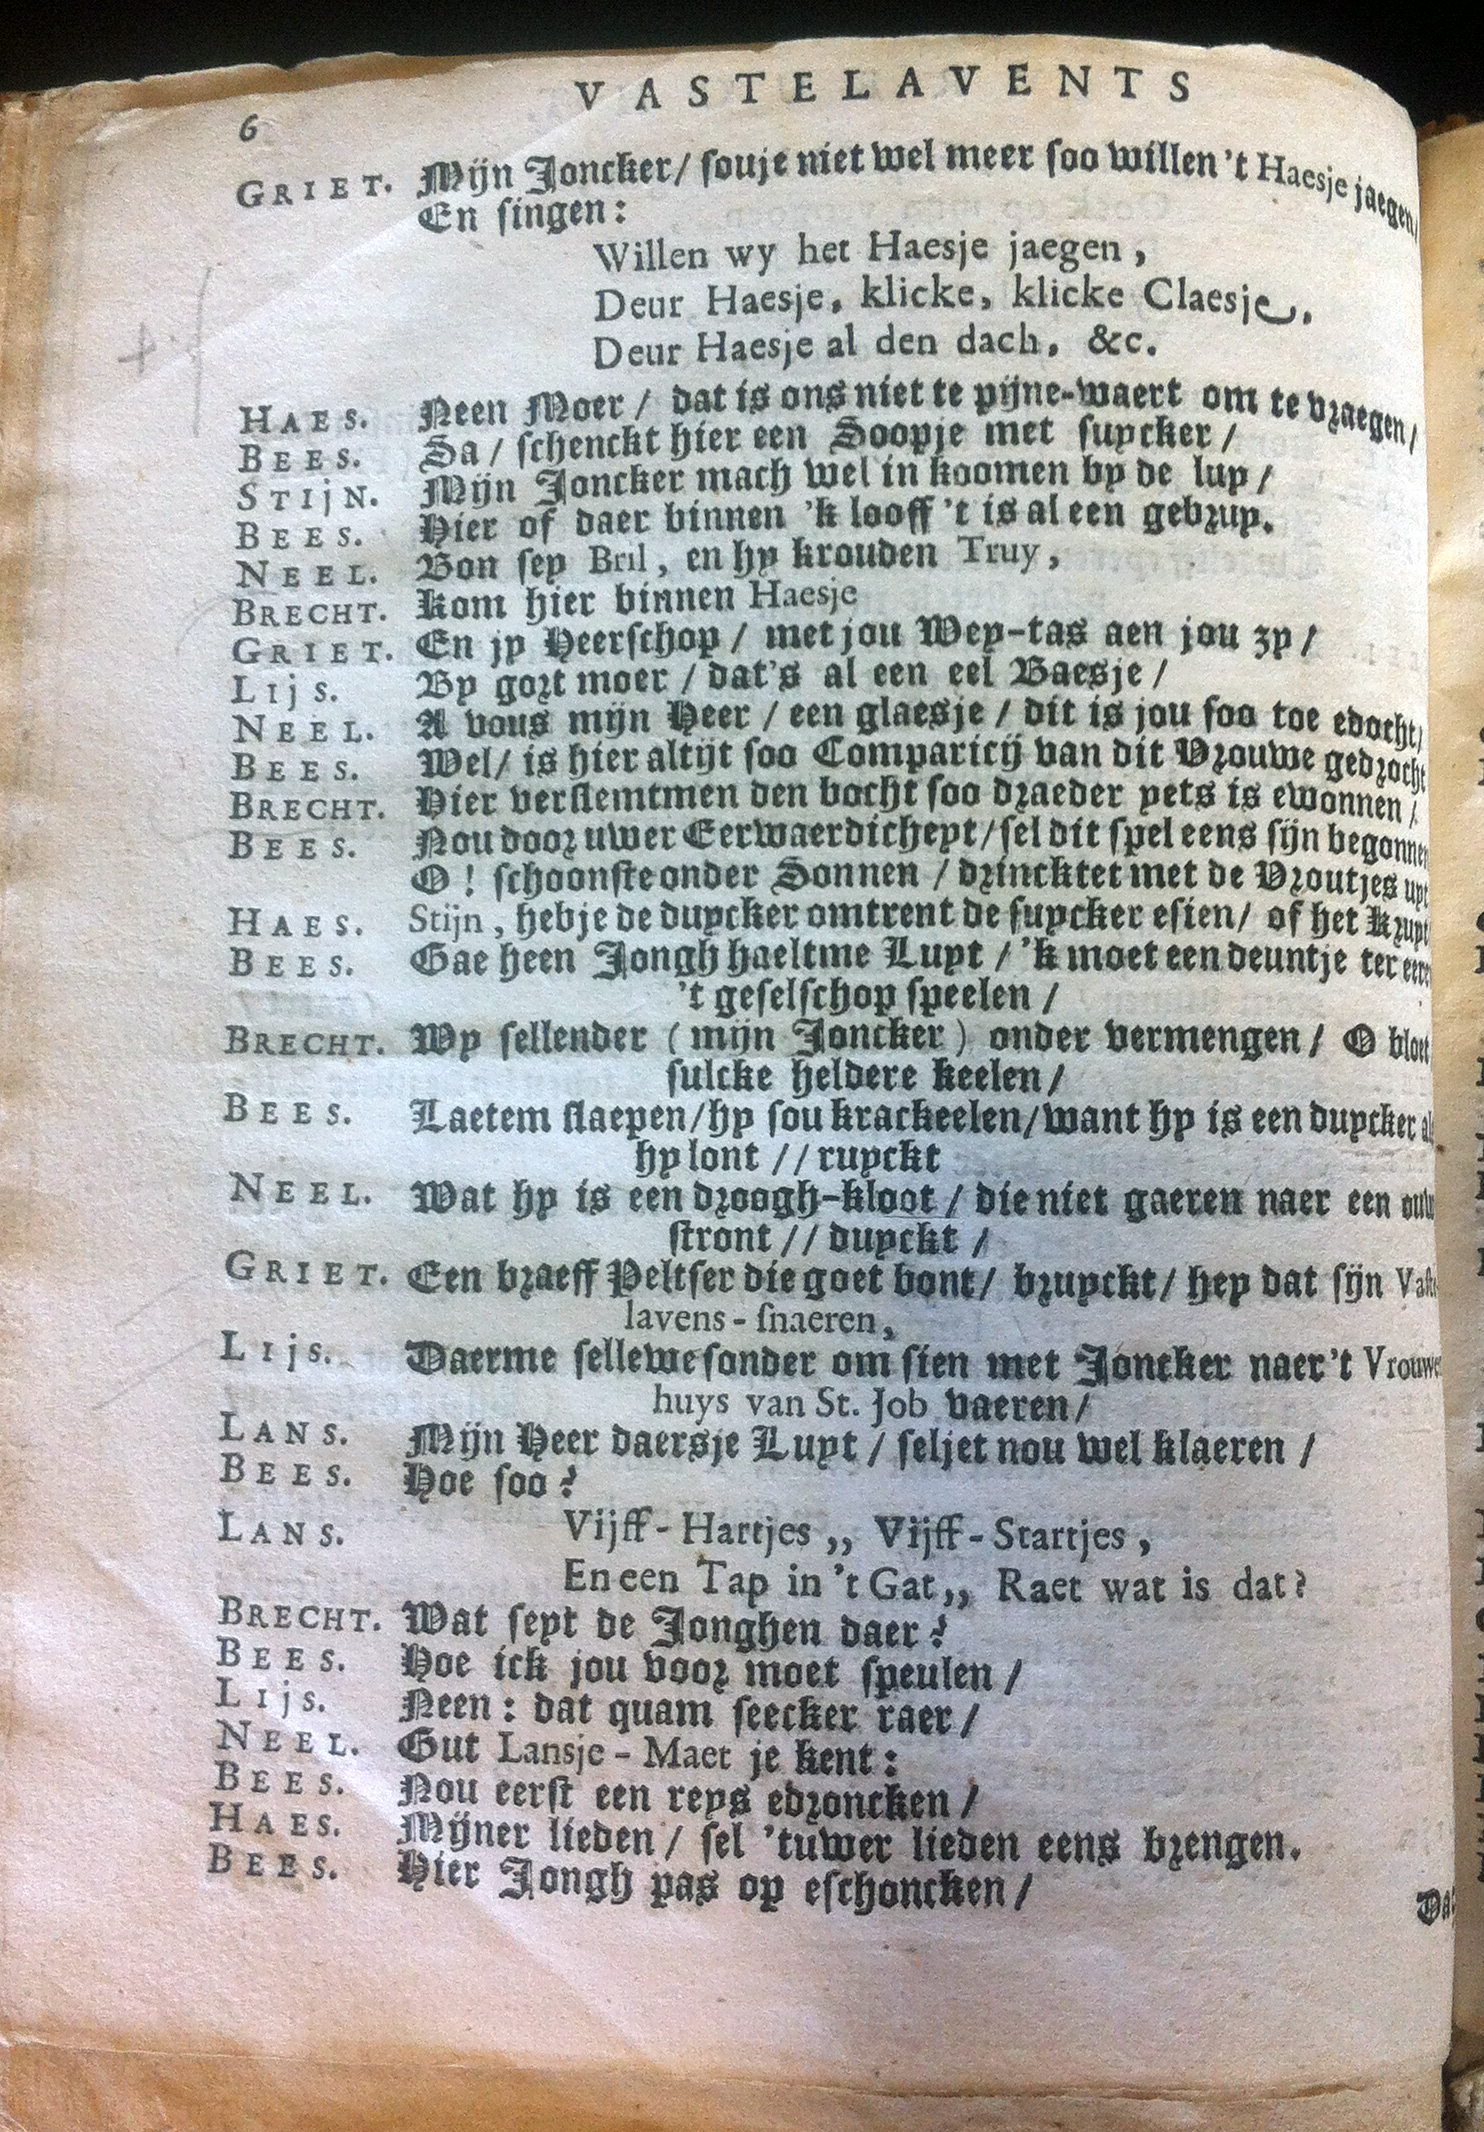 VASTELAVENTS
6
GRIET. Mijn Joncker/ souje niet wel meer soo willen 't Haesje jaegen/
En singen:
Willen wy het Haesje jaegen,
Deur Haesje, klicke, klicke Claesje,
Deur Haesje al den dach, &c.
HAES. Neen Moer / dat is ons niet te pijne-waert om te vraegen/
BEES. Sa / schenckt hier een Soopje met suycker /
STIJN. Mijn Joncker mach wel in koomen by de luy /
BEES. Hier of daer binnen 'k looff 't is al een gebruy.
NEEL. Bon sey Bril, en hy krouden Truy,
BRECHT. Kom hier binnen Haesje
GRIET. En jy Heerschop / met jou Wey-tas aen jou zy /
LIJS. By gort moer / dat's al een eel Baesje /
NEEL. A vous mijn Heer / een glaesje / dit is jou soo toe edocht/
BEES. Wel/ is hier altijt soo Comparicij van dit Vrouwe gedrocht
BRECHT. Hier verslemtmen den bocht soo draeder yets is ewonnen/
BEES. Nou door uwer Eerwaerdicheyt/sel dit spel eens sijn begonnen
O! schoonste onder Sonnen / drincktet met de Vroutjes uyt
HAES. Stijn, hebje de duycker omtrent de suycker esien/ of het kruyt
BEES. Gae heen Jongh haeltme Luyt / 'k moet een deuntje ter eere
't geselschop speelen /
BRECHT. Wy sellender (mijn Joncker) onder vermengen/ O bloet
sulcke heldere keelen/
BEES. Laetem slaepen/hy sou krackeelen/want hy is een duycker als
hy lont // ruyckt
NEEL. Wat hy is een droogh-kloot / die niet gaeren naer een
stront // duyckt /
GRIET. Een braeff Peltser die goet bont/ bruyckt/ hey dat sijn Vaste
lavens-snaeren,
LIJS. Daerme sellewe sonder om sien met Joncker naer't Vrouwe
huys van St. Job vaeren/
LANS. Mijn Heer daersje Luyt / seljet nou wel klaeren /
BEES. Hoe soo?
LANS. Vijff-Hartjes,, Vijff-Startjes,
En een Tap in 't Gat,, Raet wat is dat?
BRECHT. Wat seyt de Jonghen daer?
BEES. Hoe ick jou voor moet speulen /
LIJS. Neen: dat quam seecker raer/
NEEL. Gut Lansje-Maet je kent:
BEES. Nou eerst een reys edroncken /
HAES. Mijner lieden / sel 'tuwer lieden eens brengen.
BEES. Hier Jongh pas op eschoncken/